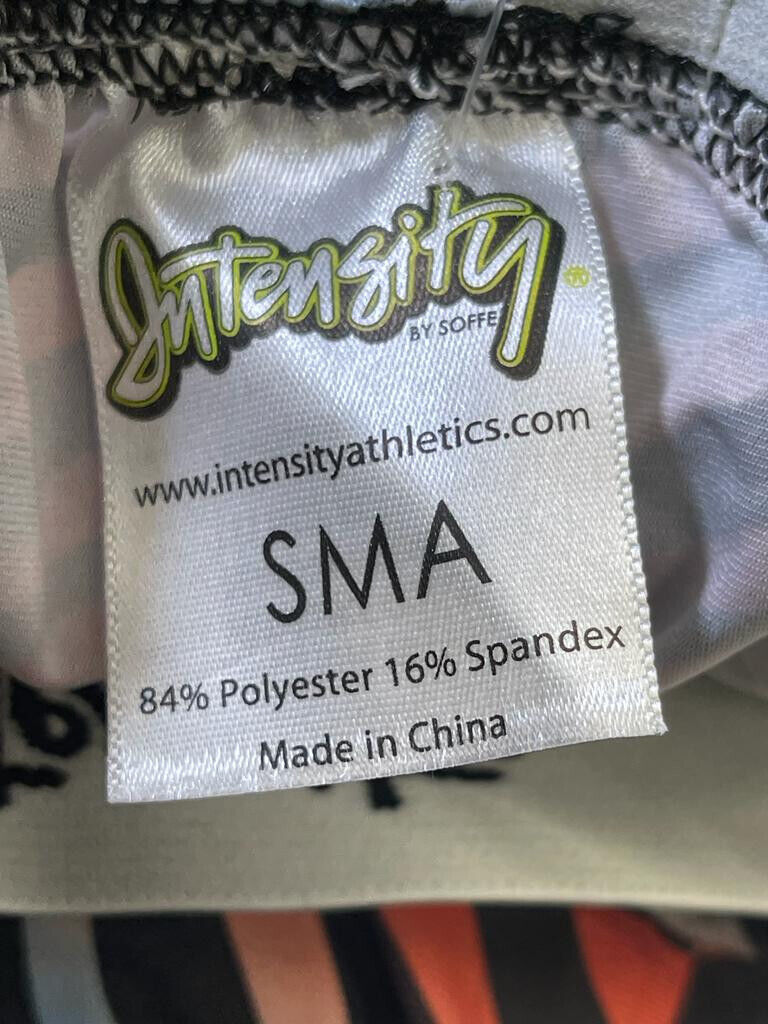 Intensity®
BY SOFFE
www.intensityathletics.com
SMA
84% Polyester 16% Spandex
Made in China